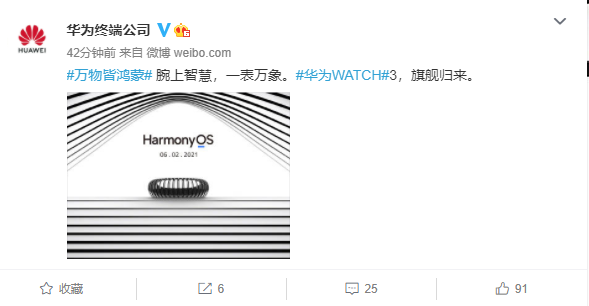 华为终端公司
HUAWEI
42分钟前 来自 微博 weibo.com
#万物皆鸿蒙# 腕上智慧，一表万象。#华为WATCH#3，旗舰归来。
HarmonyOS
06.02.2021
收藏
6
25
91